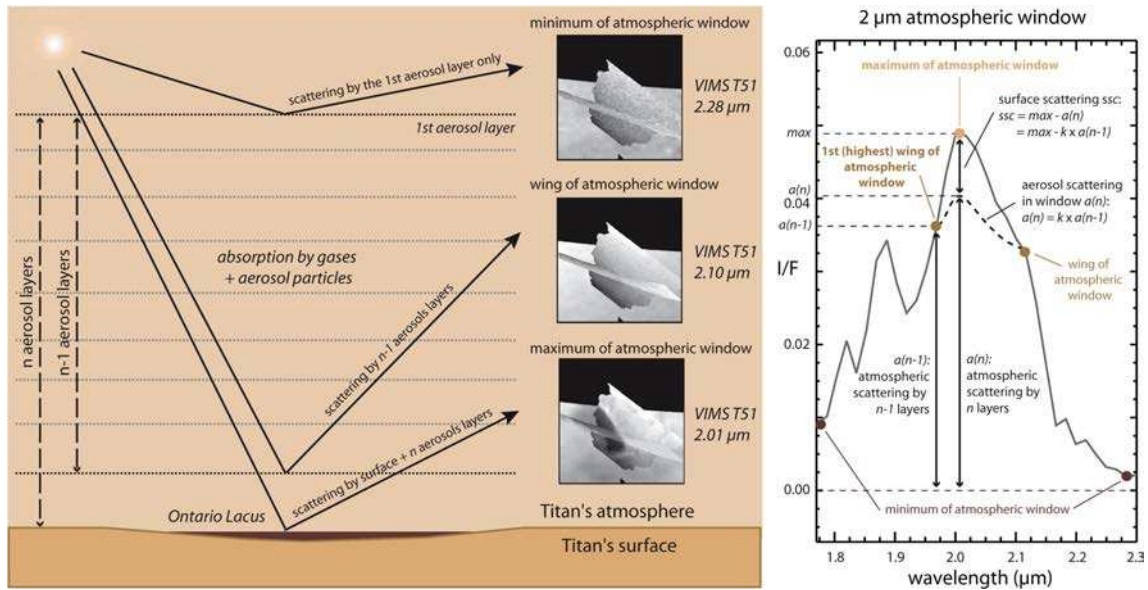 minimum of atmospheric window
scattering by the 1st aerosol layer only
VIMS T51
2.28 µm
1st aerosol layer
n aerosol layers
n-1 aerosol layers
absorption by gases
+ aerosol particles
wing of atmospheric window
VIMS T51
2.10 µm
scattering by n-1 aerosols layers
maximum of atmospheric window
VIMS T51
2.01 µm
scattering by surface + n aerosols layers
Ontario Lacus
Titan's atmosphere
Titan's surface
2 µm atmospheric window
0.06
maximum of atmospheric window
surface scattering ssc:
ssc = max - a(n)
= max - k x a(n-1)
max
1st (highest) wing of
atmospheric
window
a(n)
0.04
a(n-1)
aerosol scattering
in window a(n):
a(n) = k x a(n-1)
I/F
wing of
atmospheric
window
0.02
a(n-1):
atmospheric
scattering by
n-1 layers
a(n):
atmospheric
scattering by
n layers
0.00
minimum of atmospheric window
1.8 1.9 2.0 2.1 2.2 2.3
wavelength (µm)